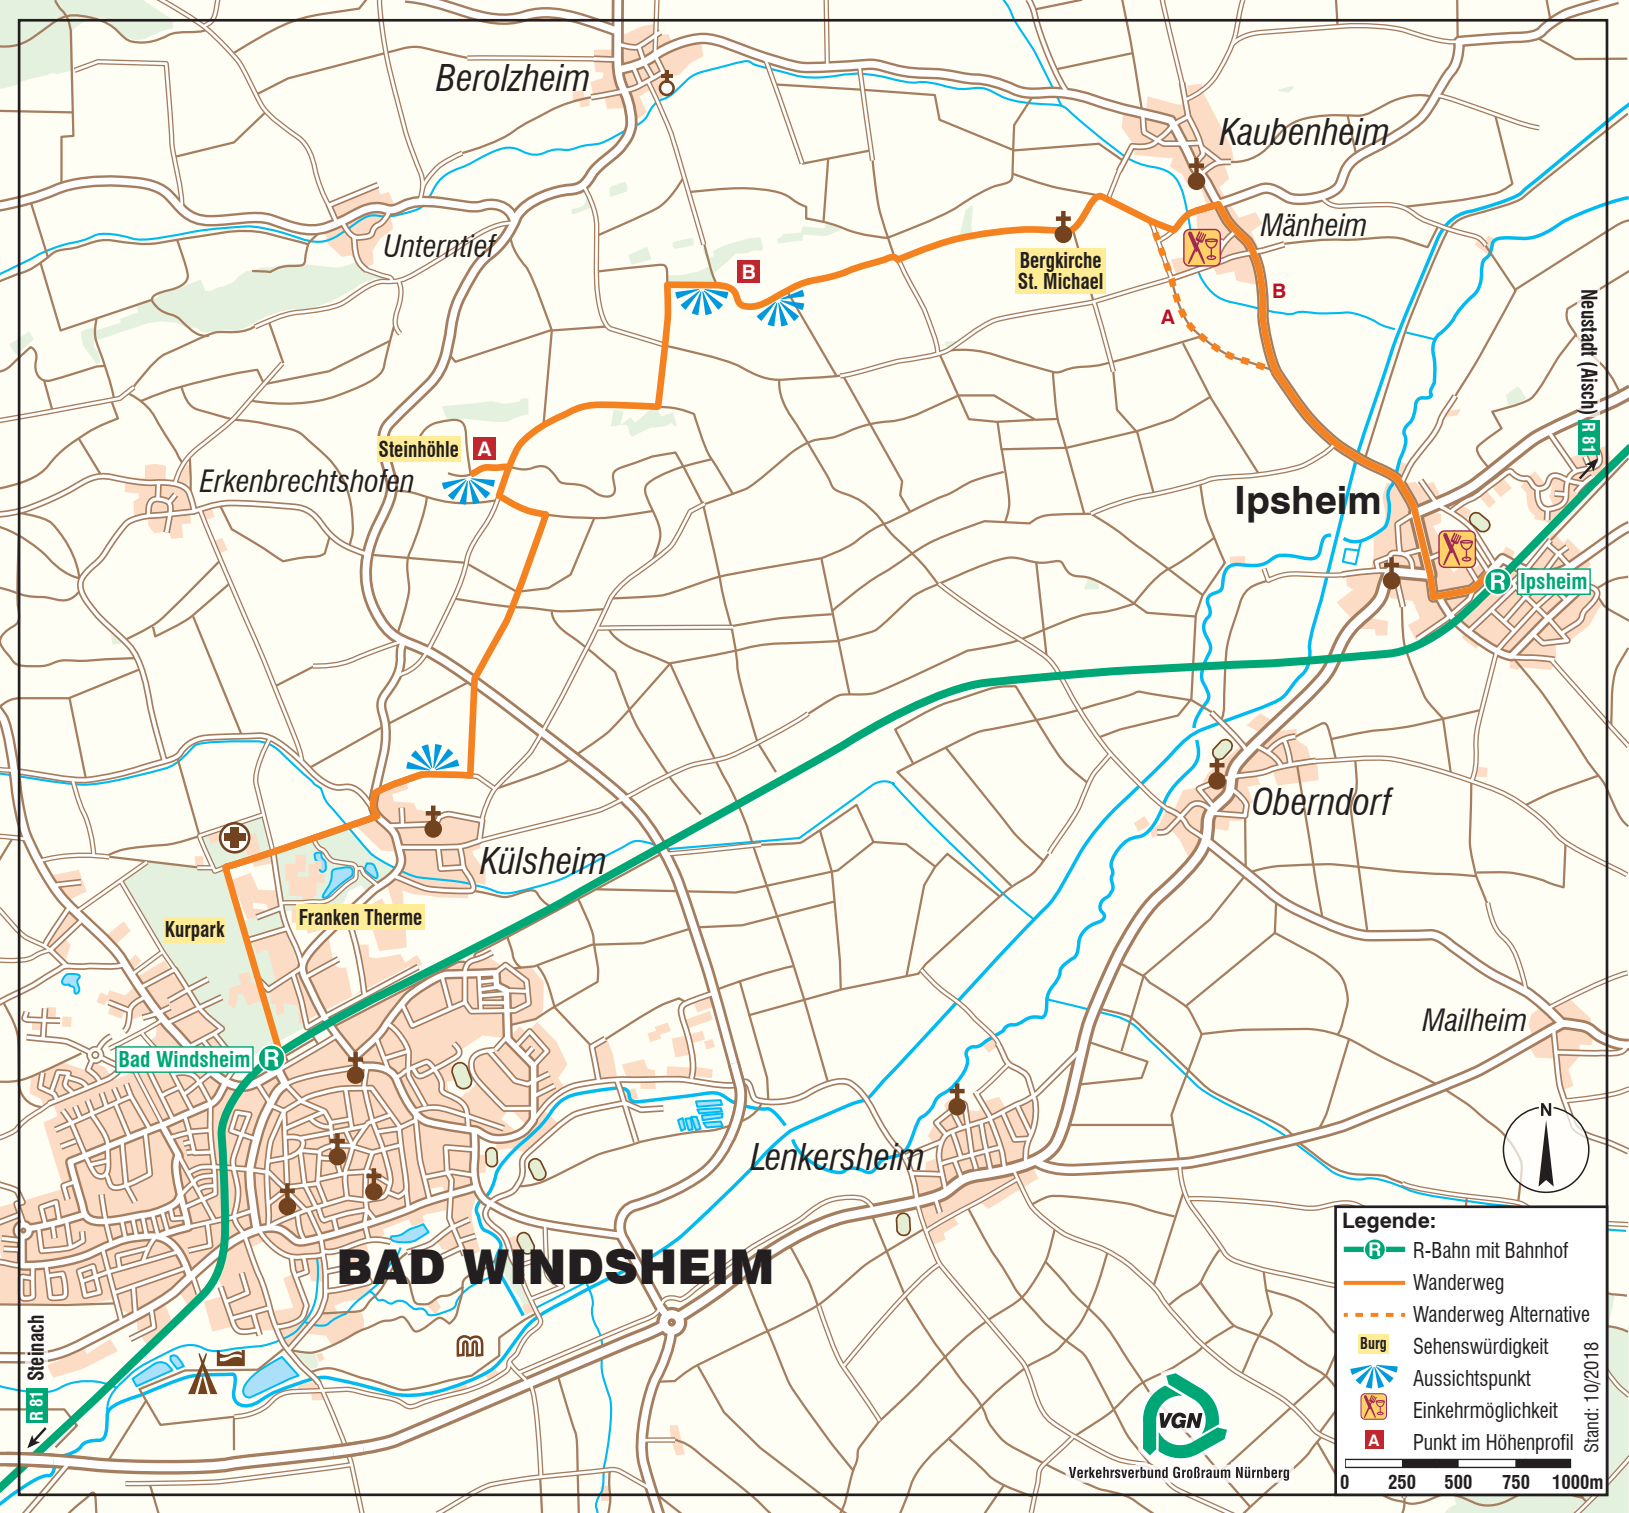 Berolzheim
Kaubenheim
Mänheim
Unterntief
B
Bergkirche
St. Michael
B
A
Neustadt (Aisch)
R 81
Steinhöhle
A
Erkenbrechtshofen
Ipsheim
R
Ipsheim
Oberndorf
Külsheim
Franken Therme
Kurpark
Mailheim
Bad Windsheim
R
Lenkersheim
N
BAD WINDSHEIM
Steinach
R 81
VGN
Verkehrsverbund Großraum Nürnberg
Legende:
R
R-Bahn mit Bahnhof
Wanderweg
Wanderweg Alternative
Burg
Sehenswürdigkeit
Aussichtspunkt
Einkehrmöglichkeit
A
Punkt im Höhenprofil
Stand: 10/2018
0 250 500 750 1000m